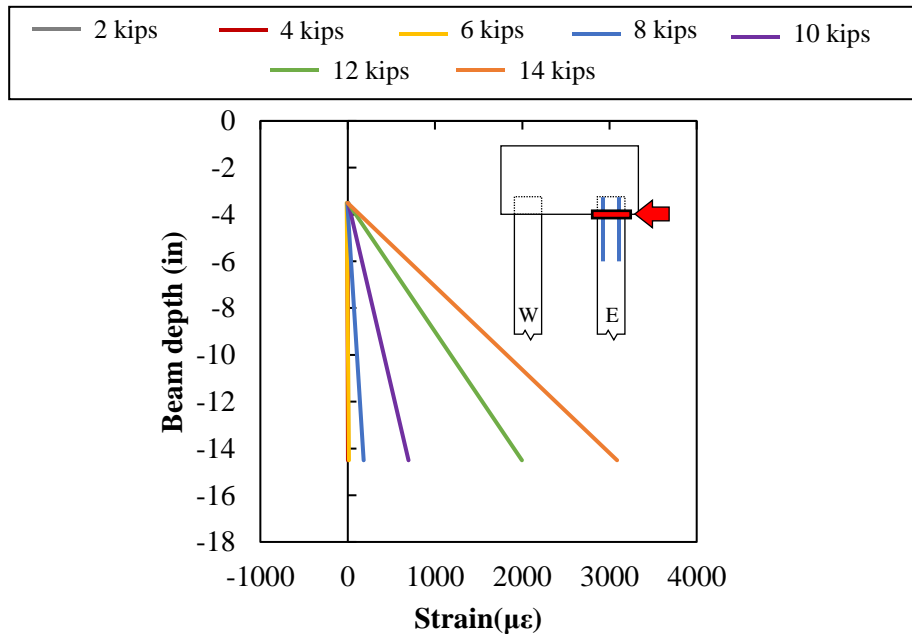 2 kips 4 kips 6 kips 8 kips 10 kips
12 kips 14 kips
0
-2
-4
-6
-8
-10
-12
-14
-16
-18
Beam depth (in)
W E
-1000 0 1000 2000 3000 4000
Strain(µε)